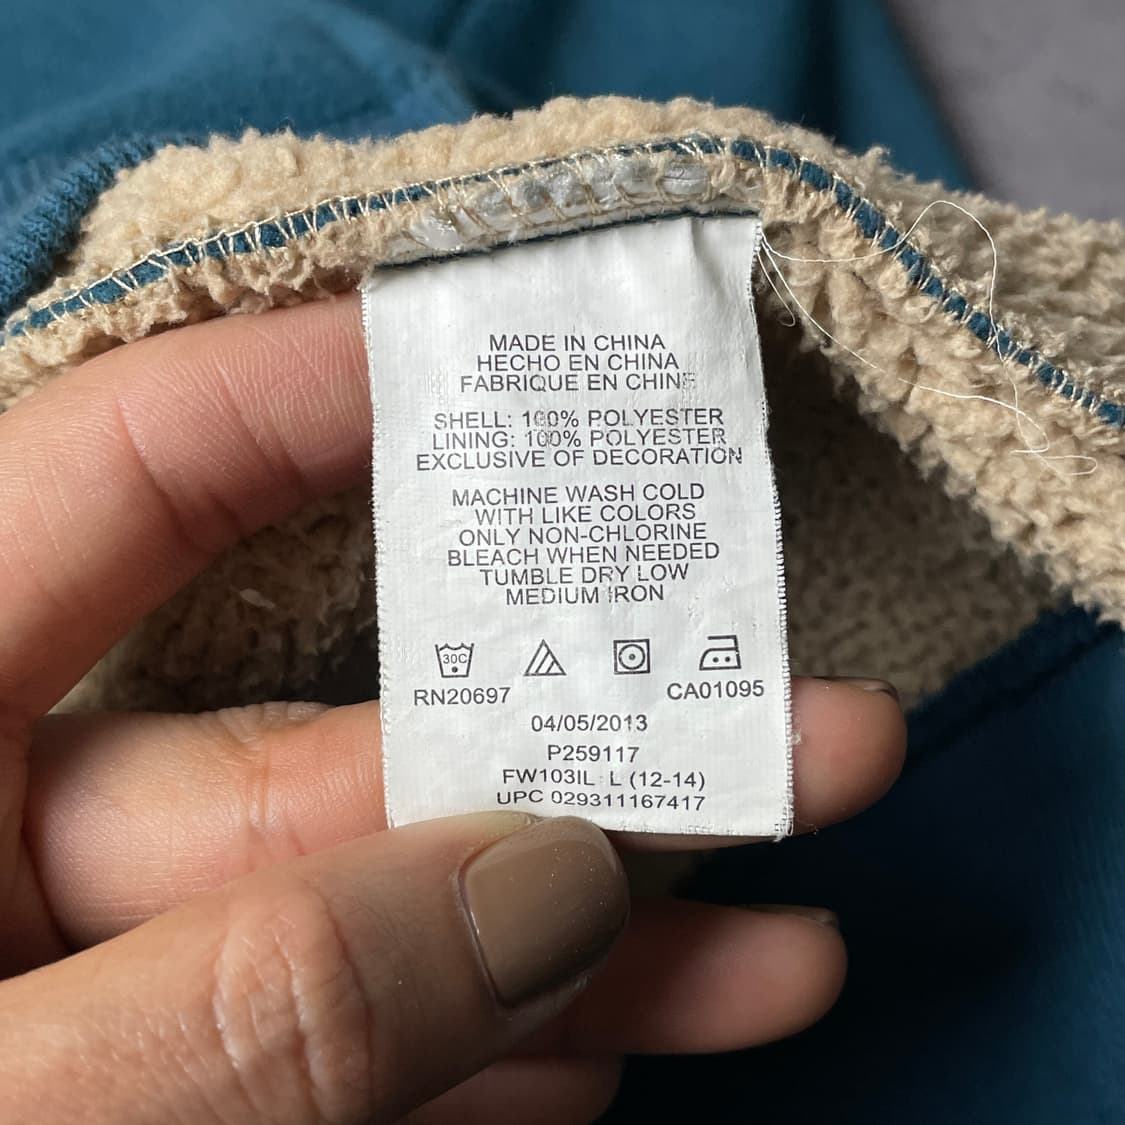 MADE IN CHINA
HECHO EN CHINA
FABRIQUE EN CHINE
SHELL: 100% POLYESTER
LINING: 100% POLYESTER
EXCLUSIVE OF DECORATION
MACHINE WASH COLD
WITH LIKE COLORS
ONLY NON-CHLORINE
BLEACH WHEN NEEDED
TUMBLE DRY LOW
MEDIUM IRON
30C
RN20697 CA01095
04/05/2013
P259117
FW103IL L (12-14)
UPC 029311167417